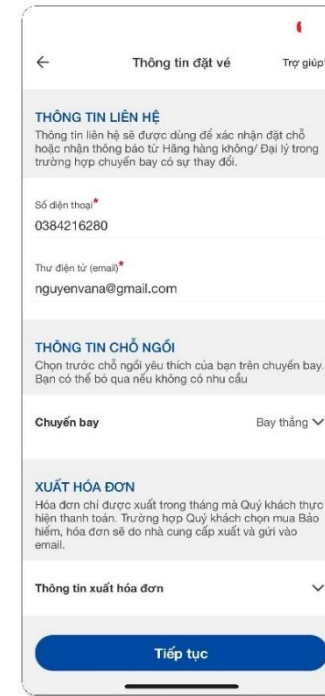 Thông tin đặt vé
Trợ giúp
THÔNG TIN LIÊN HỆ
Thông tin liên hệ sẽ được dùng để xác nhận đặt chỗ
hoặc nhận thông báo từ Hãng hàng không/ Đại lý trong
trường hợp chuyến bay có sự thay đổi.
Số điện thoại*
0384216280
Thư điện tử (email)*
nguyenvana@gmail.com
THÔNG TIN CHỖ NGỒI
Chọn trước chỗ ngồi yêu thích của bạn trên chuyến bay.
Bạn có thể bỏ qua nếu không có nhu cầu
Chuyến bay
Bay thẳng
XUẤT HÓA ĐƠN
Hóa đơn chỉ được xuất trong tháng mà Quý khách thực
hiện thanh toán. Trường hợp Quý khách chọn mua Bảo
hiểm, hóa đơn sẽ do nhà cung cấp xuất và gửi vào
email.
Thông tin xuất hóa đơn
Tiếp tục